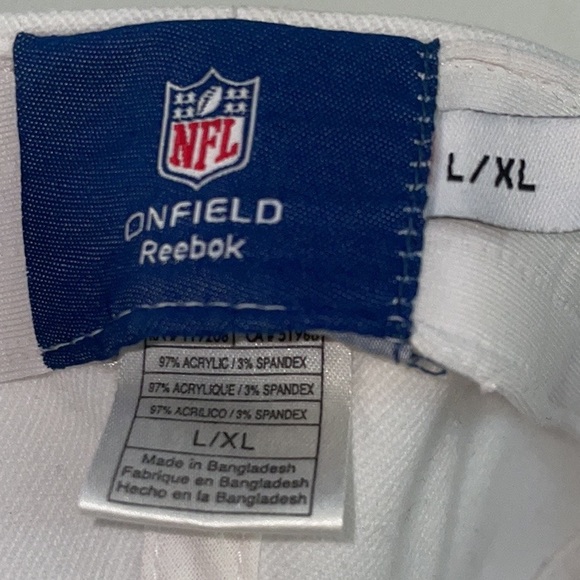 NFL
ONFIELD
Reebok
L/XL
97% ACRYLIC / 3% SPANDEX
97% ACRYLIQUE / 3% SPANDEX
97% ACRILICO / 3% SPANDEX
L/XL
Made in Bangladesh
Fabrique en Bangladesh
Hecho en la Bangladesh